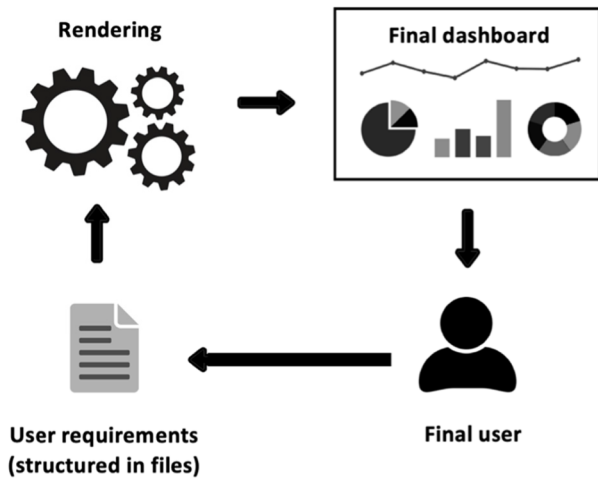 Rendering
Final dashboard
User requirements
(structured in files)
Final user